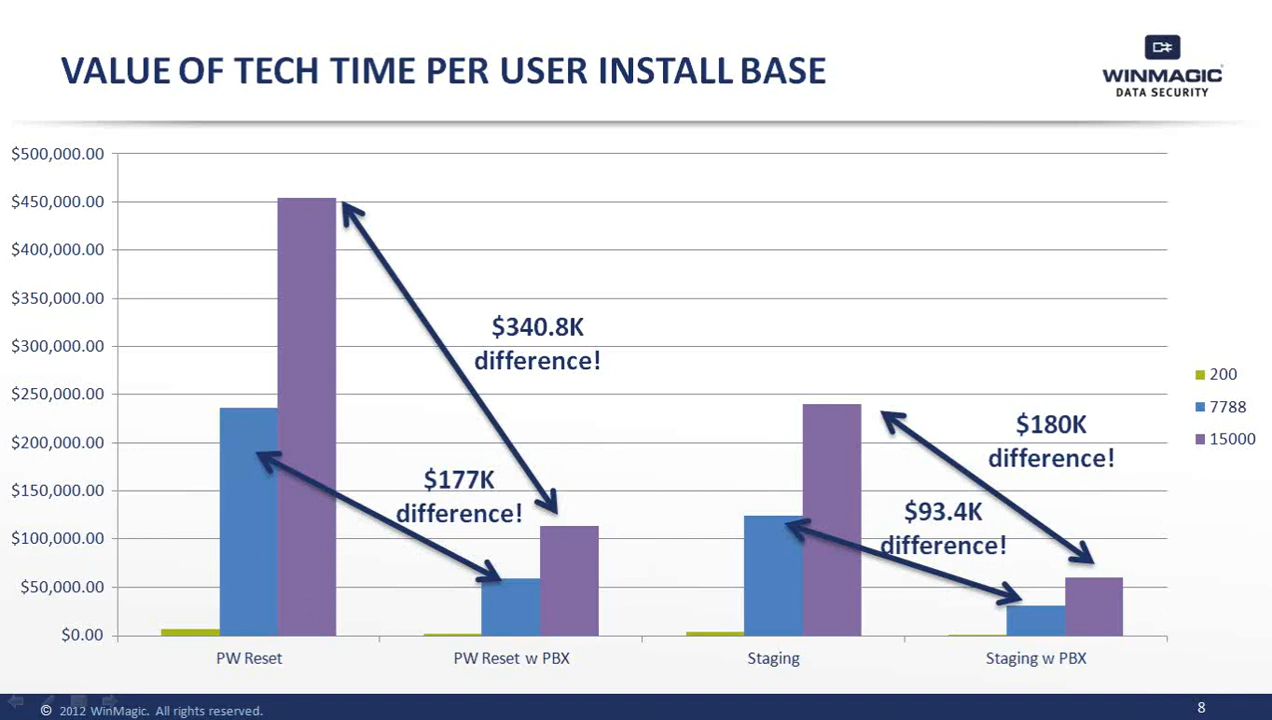 VALUE OF TECH TIME PER USER INSTALL BASE
WINMAGIC
DATA SECURITY
$500,000.00
$450,000.00
$400,000.00
$350,000.00
$300,000.00
$250,000.00
$200,000.00
$150,000.00
$100,000.00
$50,000.00
$0.00
$340.8K
difference!
$177K
difference!
$180K
difference!
$93.4K
difference!
200
7788
15000
PW Reset
PW Reset w PBX
Staging
Staging w PBX
© 2012 WinMagic. All rights reserved.
8